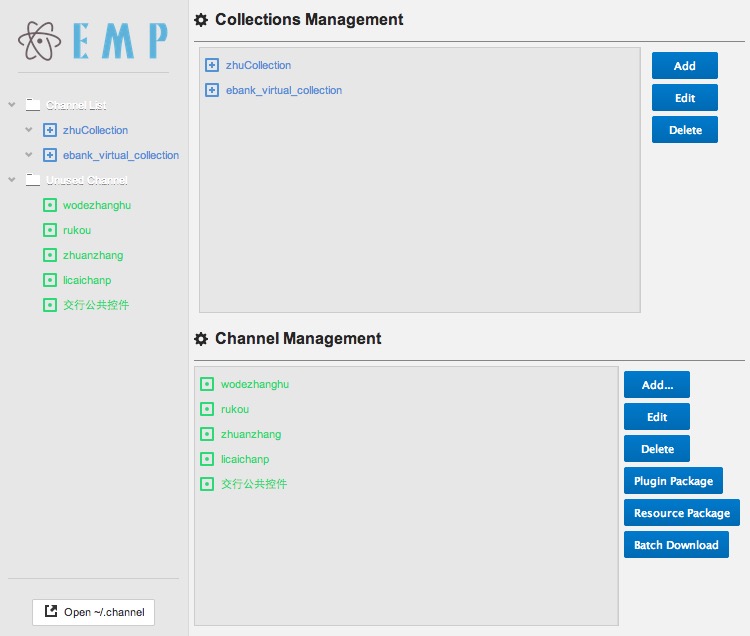 EMP
Channel List
zhuCollection
ebank_virtual_collection
Unused Channel
wodezhanghu
rukou
zhuanzhang
licaichanp
交行公共控件
Open ~/.channel
Collections Management
zhuCollection
ebank_virtual_collection
Add
Edit
Delete
Channel Management
wodezhanghu
rukou
zhuanzhang
licaichanp
交行公共控件
Add...
Edit
Delete
Plugin Package
Resource Package
Batch Download